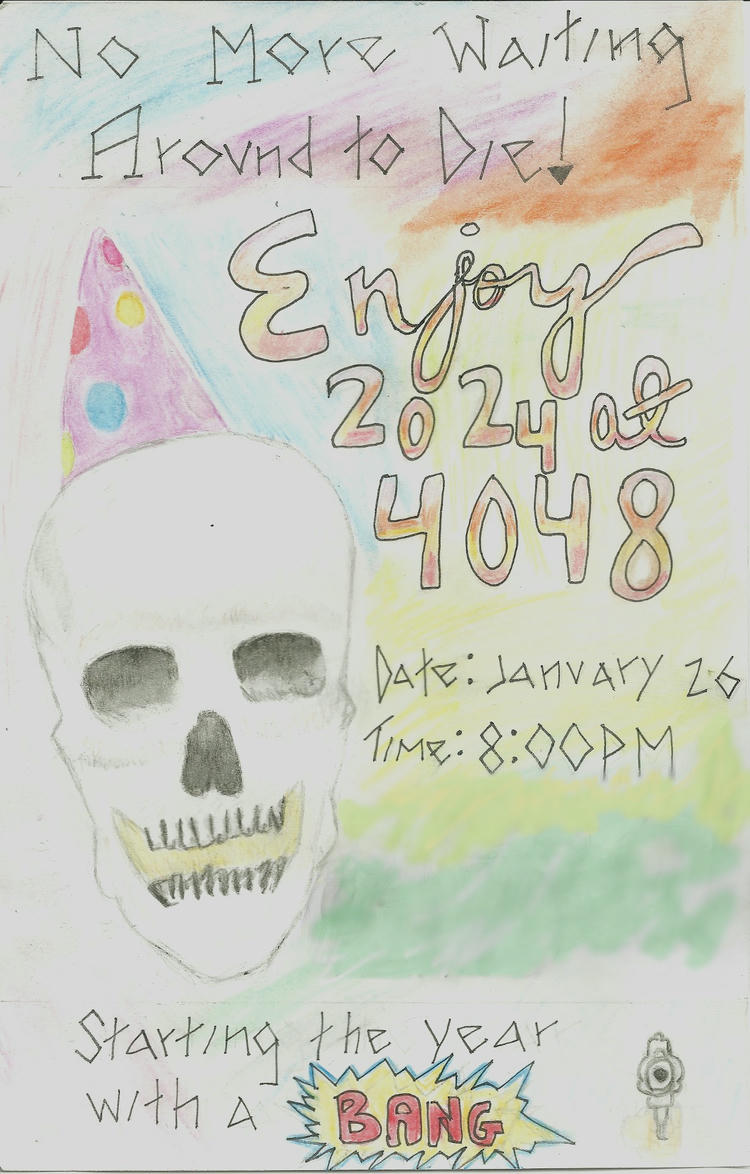 No More Waiting
Around to Die!
Enjoy
2024 at
4048
Date: January 26
Time: 8:00PM
Starting the year
with a BANG